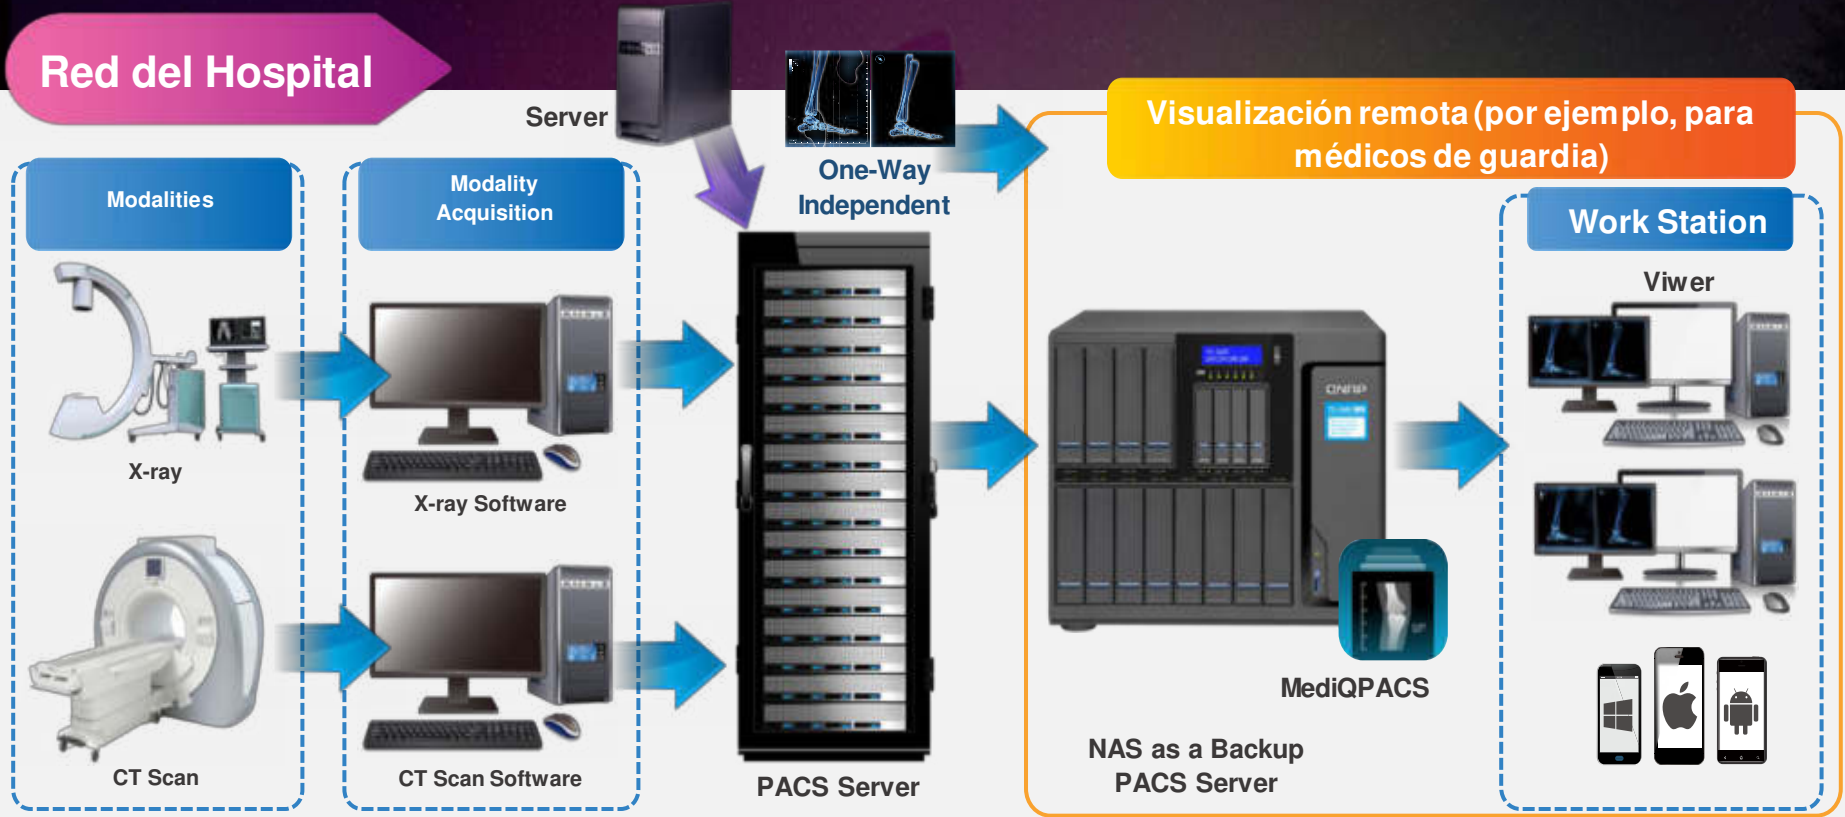 Red del Hospital
Server
One-Way
Independent
Visualización remota (por ejemplo, para
médicos de guardia)
Modalities
Modality
Acquisition
Work Station
Viwer
X-ray
X-ray Software
CT Scan
CT Scan Software
PACS Server
QNAP
MediQPACS
NAS as a Backup
PACS Server